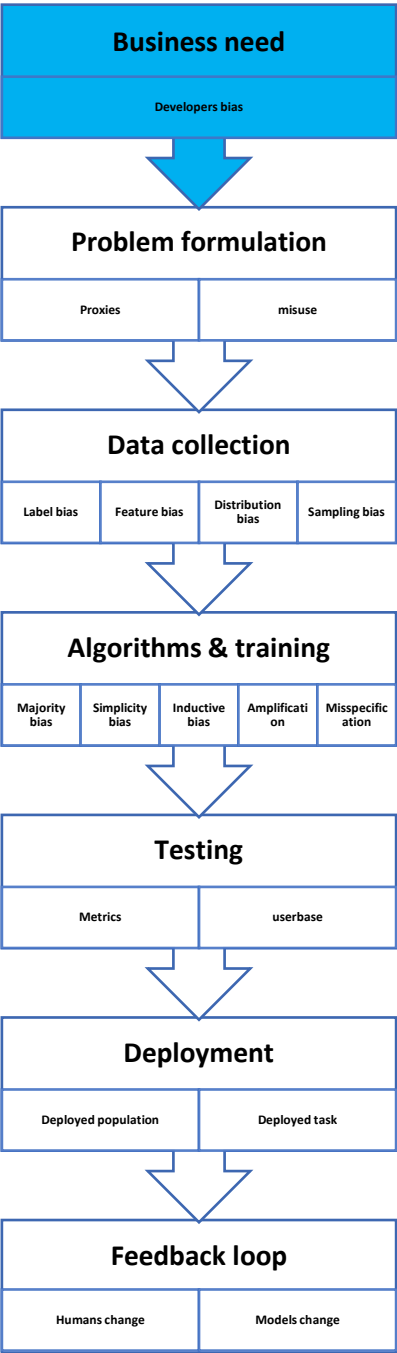 Business need
Developers bias
Problem formulation
Proxies
misuse
Data collection
Label bias
Feature bias
Distribution
bias
Sampling bias
Algorithms & training
Majority
bias
Simplicity
bias
Inductive
bias
Amplificati
on
Misspecific
ation
Testing
Metrics
userbase
Deployment
Deployed population
Deployed task
Feedback loop
Humans change
Models change